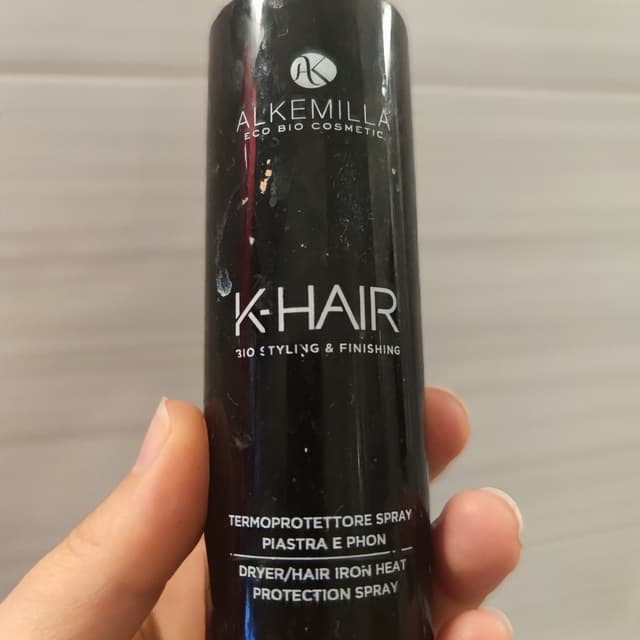 AK
ALKEMILLA
ECO BIO COSMETIC
K-HAIR
BIO STYLING & FINISHING
TERMOPROTETTORE SPRAY
PIASTRA E PHON
DRYER/HAIR IRON HEAT
PROTECTION SPRAY